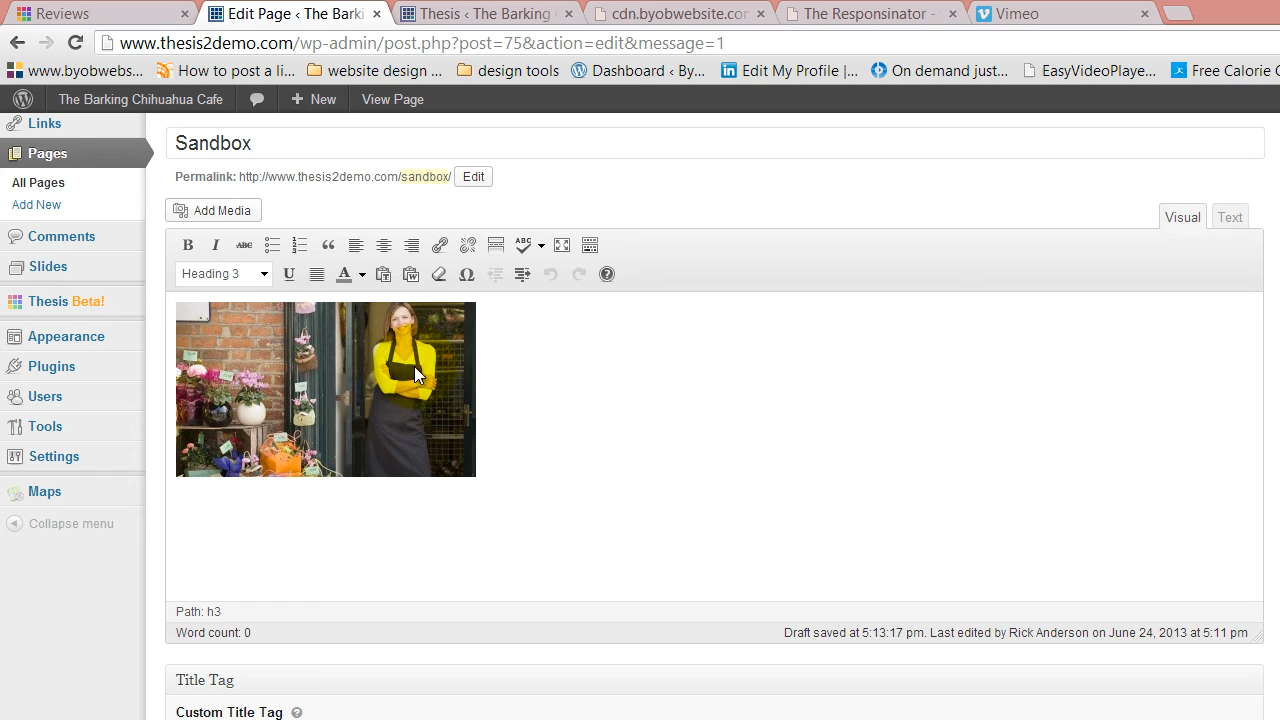 Reviews
Edit Page ‹ The Barki
Thesis ‹ The Barking
cdn.byobwebsite.com
The Responsinator -
Vimeo
www.thesis2demo.com/wp-admin/post.php?post=75&action=edit&message=1
www.byobwebs...
How to post a li...
website design ...
design tools
Dashboard ‹ By...
Edit My Profile |...
On demand just...
EasyVideoPlaye...
Free Calorie C
The Barking Chihuahua Cafe
New
View Page
Links
Pages
All Pages
Add New
Comments
Slides
Thesis Beta!
Appearance
Plugins
Users
Tools
Settings
Maps
Collapse menu
Sandbox
Permalink: http://www.thesis2demo.com/sandbox/ Edit
Add Media
Visual Text
B I ABC ABC
Heading 3 U A Ω
Path: h3
Word count: 0
Draft saved at 5:13:17 pm. Last edited by Rick Anderson on June 24, 2013 at 5:11 pm
Title Tag
Custom Title Tag